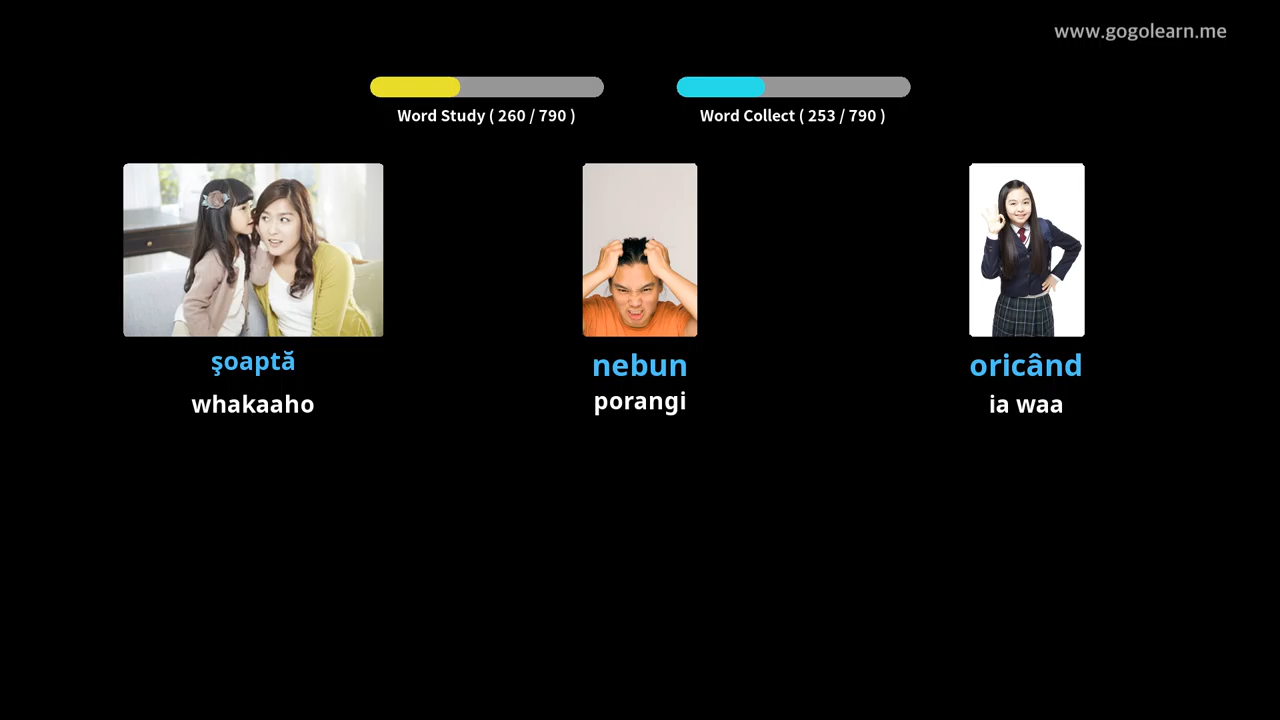 www.gogolearn.me
Word Study ( 260 / 790 )
Word Collect ( 253 / 790 )
şoaptă
nebun
oricând
whakaaho
porangi
ia waa